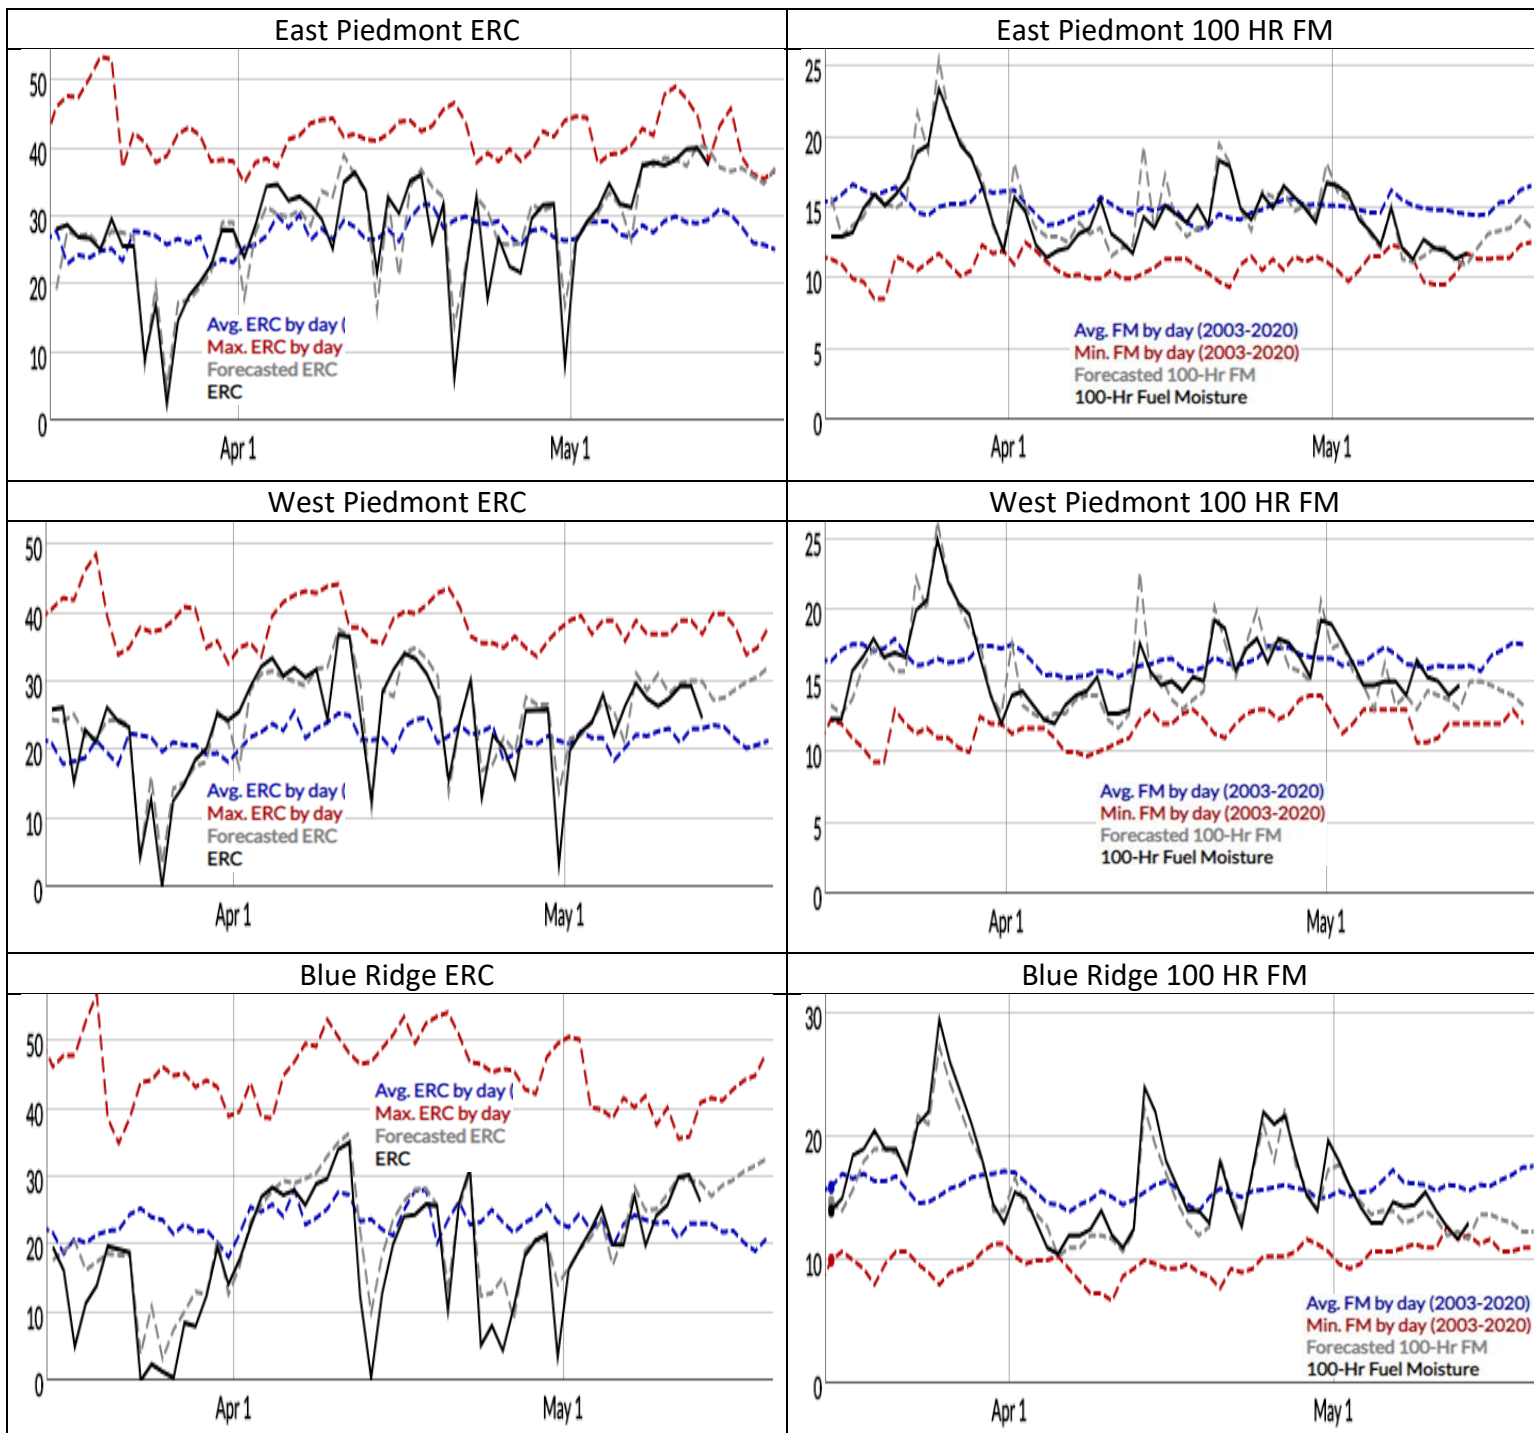 East Piedmont ERC
50
40
30
20
10
0
Avg. ERC by day (
Max. ERC by day
Forecasted ERC
ERC
Apr 1
May 1
East Piedmont 100 HR FM
25
20
15
10
5
0
Avg. FM by day (2003-2020)
Min. FM by day (2003-2020)
Forecasted 100-Hr FM
100-Hr Fuel Moisture
Apr 1
May 1
West Piedmont ERC
50
40
30
20
10
0
Avg. ERC by day (
Max. ERC by day
Forecasted ERC
ERC
Apr 1
May 1
West Piedmont 100 HR FM
25
20
15
10
5
0
Avg. FM by day (2003-2020)
Min. FM by day (2003-2020)
Forecasted 100-Hr FM
100-Hr Fuel Moisture
Apr 1
May 1
Blue Ridge ERC
50
40
30
20
10
0
Avg. ERC by day (
Max. ERC by day
Forecasted ERC
ERC
Apr 1
May 1
Blue Ridge 100 HR FM
30
20
10
0
Avg. FM by day (2003-2020)
Min. FM by day (2003-2020)
Forecasted 100-Hr FM
100-Hr Fuel Moisture
Apr 1
May 1